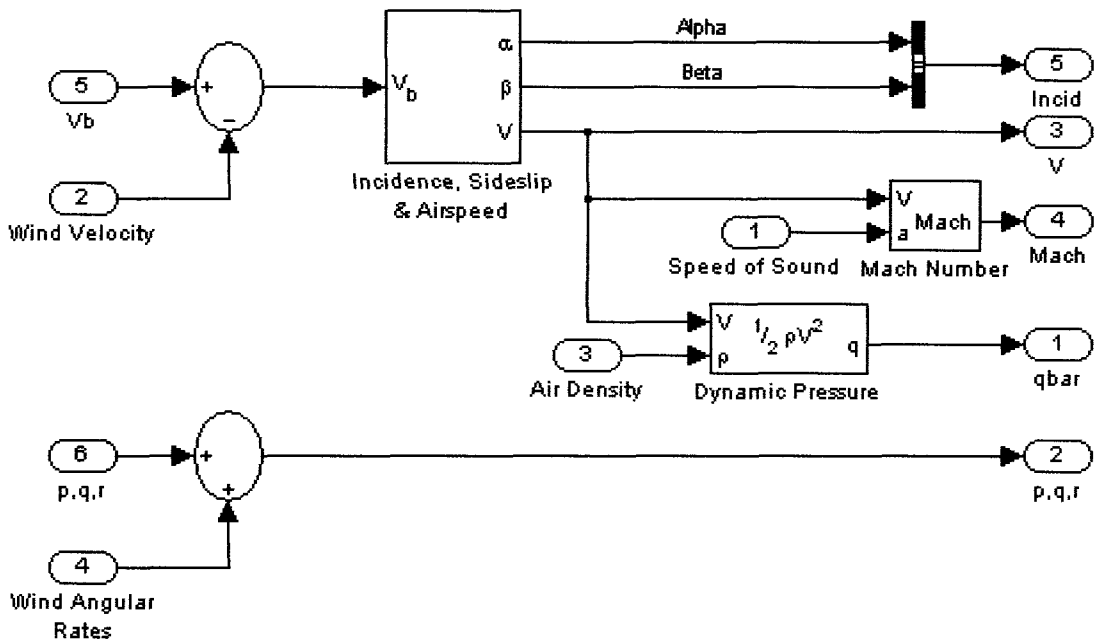 5
Vb
+
−
2
Wind Velocity
V_b
α
β
V
Incidence, Sideslip
& Airspeed
Alpha
Beta
5
Incid
3
V
1
Speed of Sound
V
a
Mach
Mach Number
4
Mach
3
Air Density
V
ρ
1/2 ρV²
q
Dynamic Pressure
1
qbar
6
p,q,r
+
+
4
Wind Angular
Rates
2
p,q,r